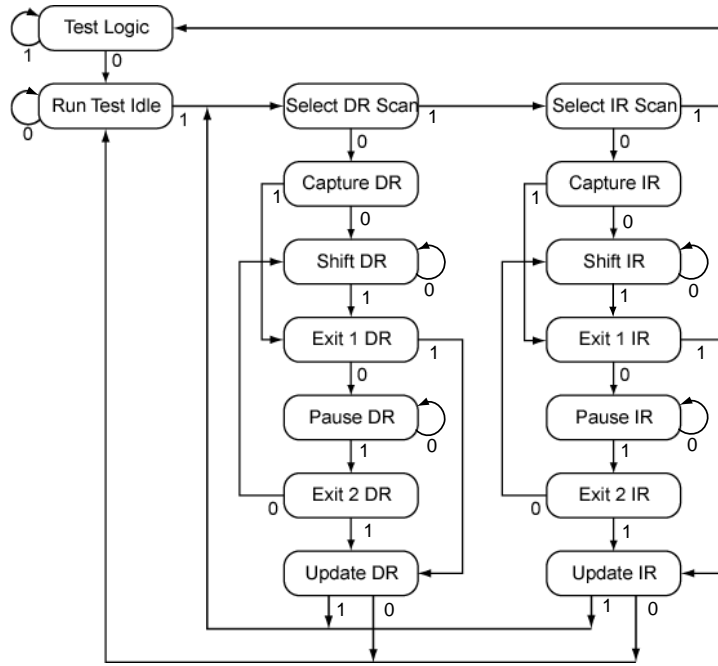 Test Logic
1
0
Run Test Idle
1
Select DR Scan
1
Select IR Scan
1
0
0
0
Capture DR
Capture IR
1
0
1
0
Shift DR
Shift IR
0
0
1
1
Exit 1 DR
1
Exit 1 IR
1
0
0
Pause DR
Pause IR
0
0
1
1
Exit 2 DR
Exit 2 IR
0
0
1
1
Update DR
Update IR
1
0
1
0